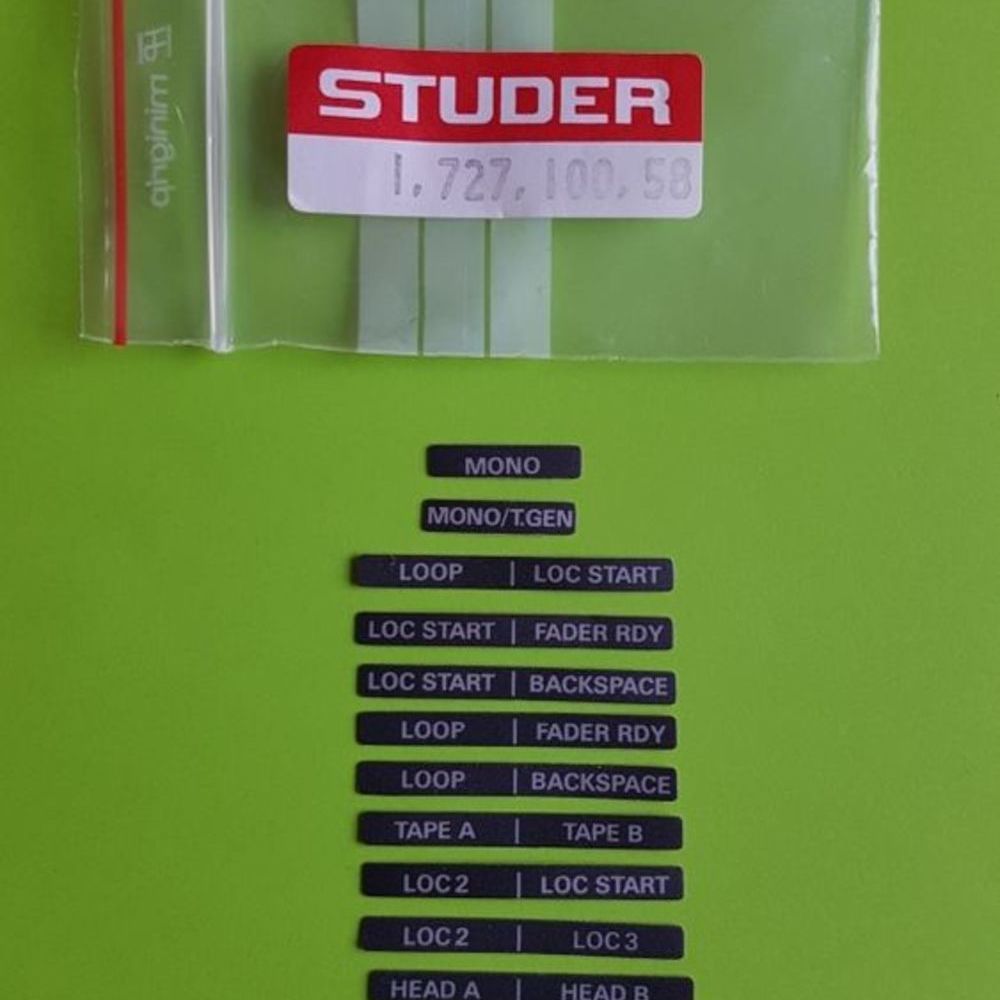 minigrip
STUDER
1.727.100.58
MONO
MONO/T.GEN
LOOP | LOC START
LOC START | FADER RDY
LOC START | BACKSPACE
LOOP | FADER RDY
LOOP | BACKSPACE
TAPE A | TAPE B
LOC 2 | LOC START
LOC 2 | LOC 3
HEAD A | HEAD B